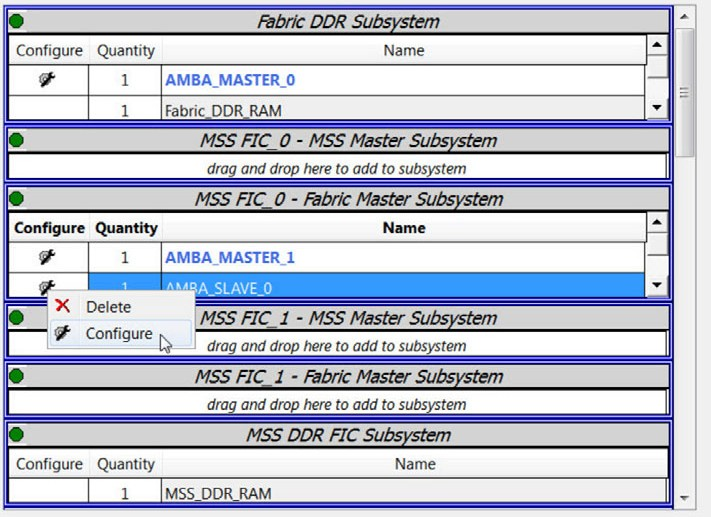 Fabric DDR Subsystem
Configure Quantity Name
1 AMBA_MASTER_0
1 Fabric_DDR_RAM
MSS FIC_0 - MSS Master Subsystem
drag and drop here to add to subsystem
MSS FIC_0 - Fabric Master Subsystem
Configure Quantity Name
1 AMBA_MASTER_1
1 AMBA_SLAVE_0
Delete
MSS FIC_1 - MSS Master Subsystem
Configure
drag and drop here to add to subsystem
MSS FIC_1 - Fabric Master Subsystem
drag and drop here to add to subsystem
MSS DDR FIC Subsystem
Configure Quantity Name
1 MSS_DDR_RAM